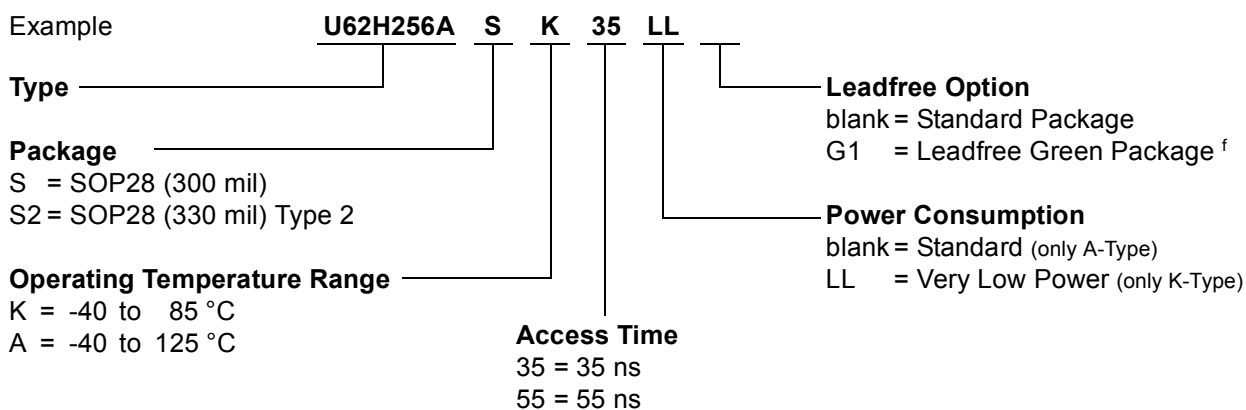 Example U62H256A S K 35 LL
Type
Package
S = SOP28 (300 mil)
S2 = SOP28 (330 mil) Type 2
Operating Temperature Range
K = -40 to 85 °C
A = -40 to 125 °C
Access Time
35 = 35 ns
55 = 55 ns
Leadfree Option
blank = Standard Package
G1 = Leadfree Green Package f
Power Consumption
blank = Standard (only A-Type)
LL = Very Low Power (only K-Type)